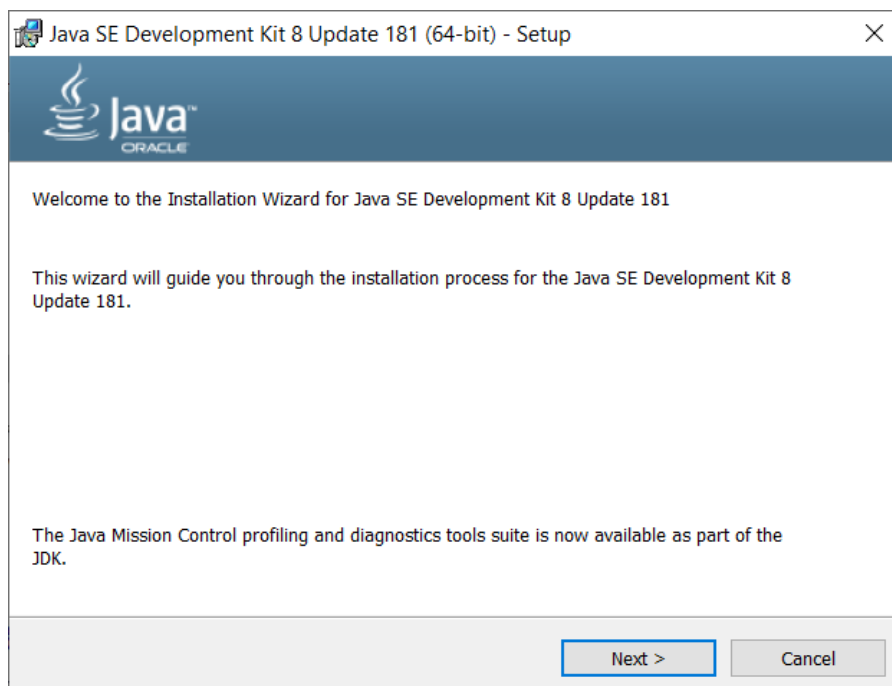 Java SE Development Kit 8 Update 181 (64-bit) - Setup
Java™
ORACLE
Welcome to the Installation Wizard for Java SE Development Kit 8 Update 181
This wizard will guide you through the installation process for the Java SE Development Kit 8
Update 181.
The Java Mission Control profiling and diagnostics tools suite is now available as part of the
JDK.
Next >
Cancel